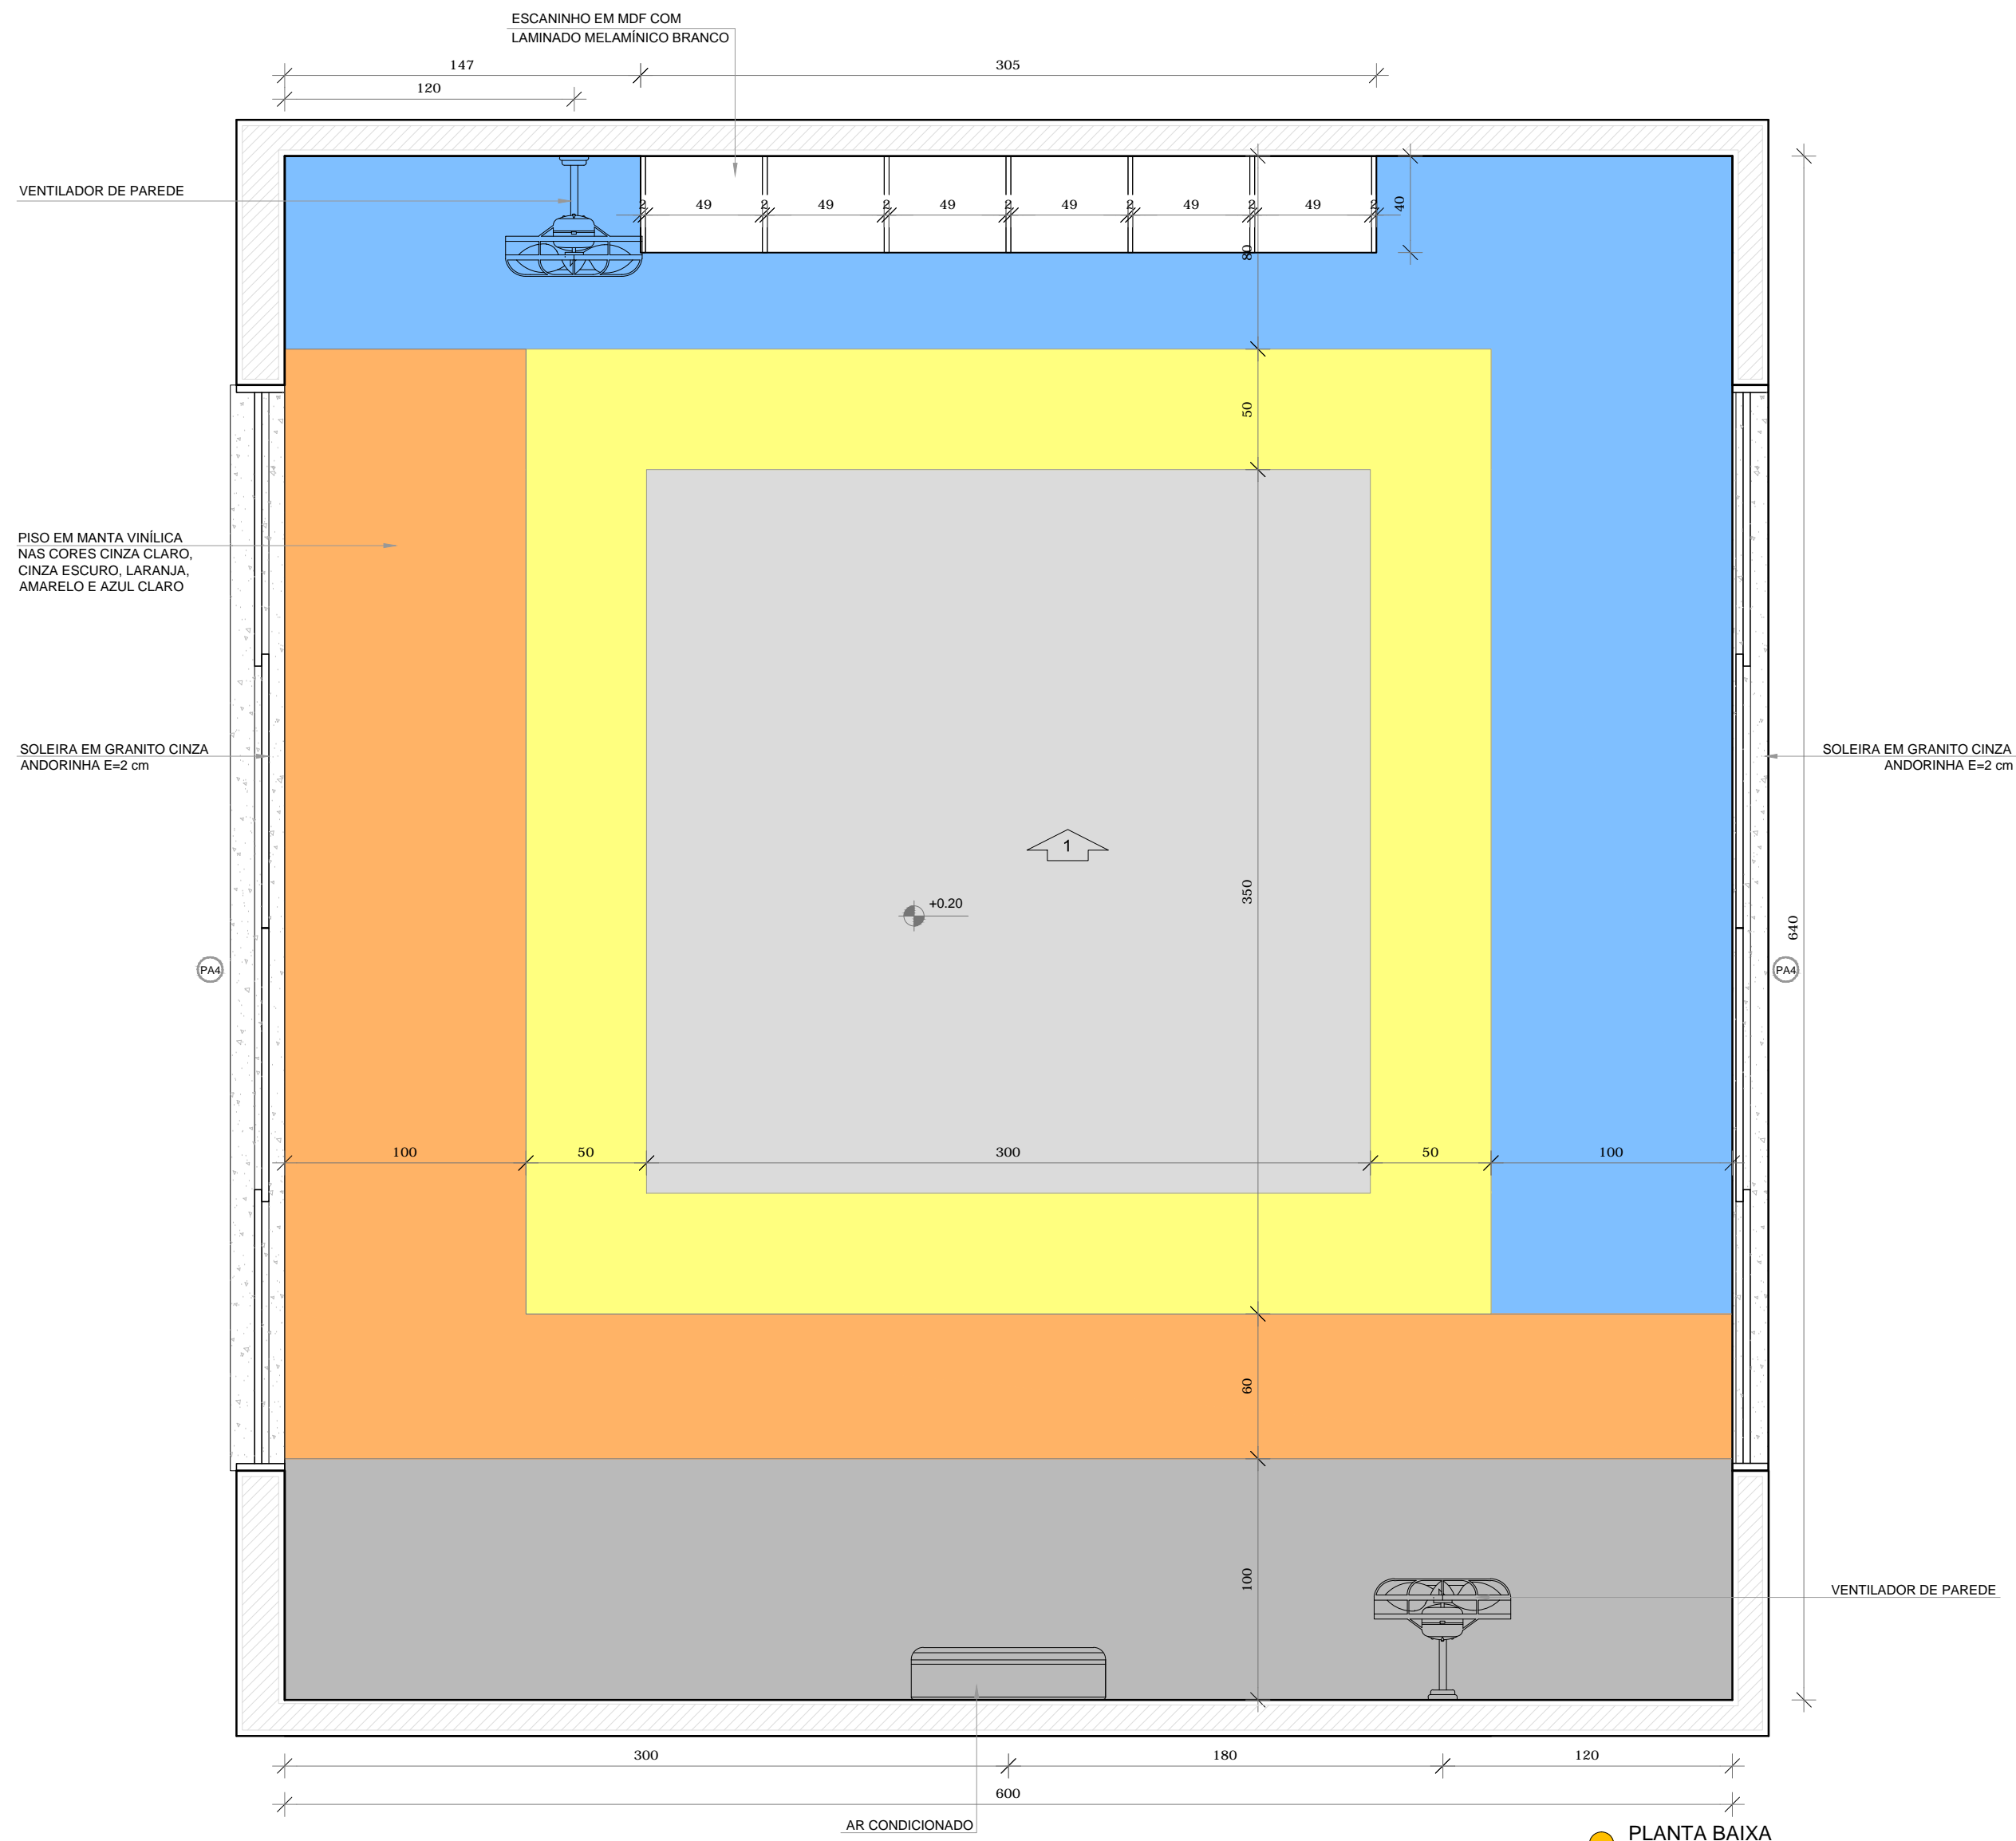 ESCANINHO EM MDF COM
LAMINADO MELAMÍNICO BRANCO
147
305
120
VENTILADOR DE PAREDE
2 49 2 49 2 49 2 49 2 49 2 49 2
40
80
50
PISO EM MANTA VINÍLICA
NAS CORES CINZA CLARO,
CINZA ESCURO, LARANJA,
AMARELO E AZUL CLARO
SOLEIRA EM GRANITO CINZA
ANDORINHA E=2 cm
SOLEIRA EM GRANITO CINZA
ANDORINHA E=2 cm
1
350
+0.20
640
PA4
PA4
100 50 300 50 100
60
100
VENTILADOR DE PAREDE
300 180 120
600
AR CONDICIONADO
PLANTA BAIXA